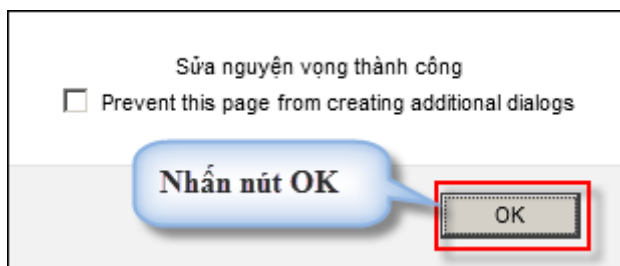 Sửa nguyện vọng thành công
Prevent this page from creating additional dialogs
Nhấn nút OK
OK